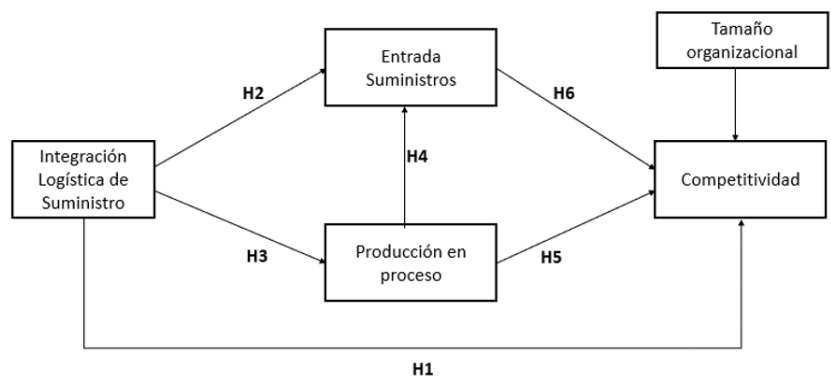 Tamaño
organizacional
Entrada
Suministros
H2
H6
H4
Integración
Logística de
Suministro
Competitividad
H3
Producción en
proceso
H5
H1